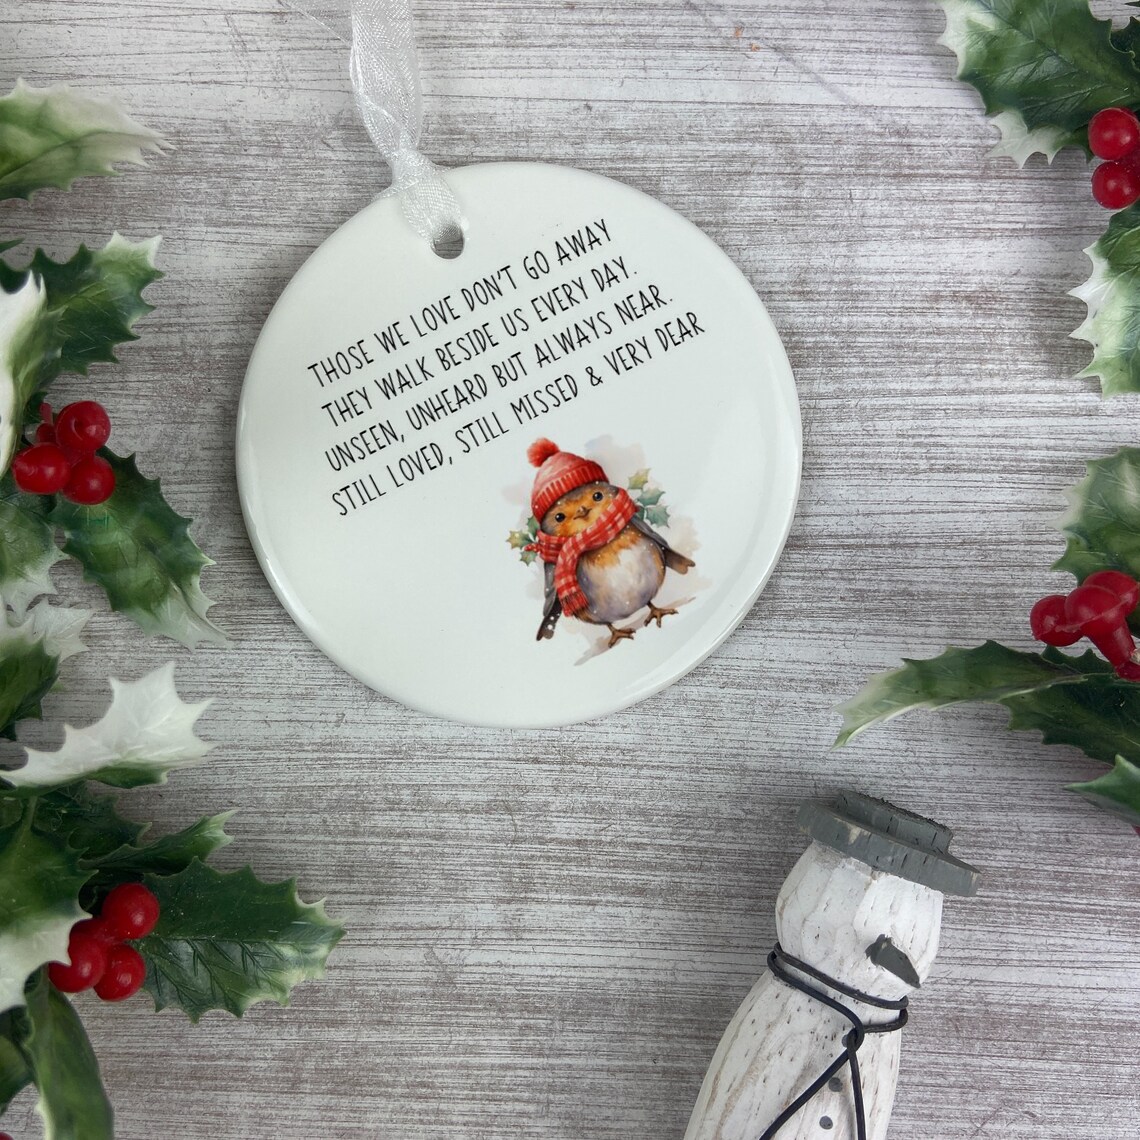 THOSE WE LOVE DON'T GO AWAY
THEY WALK BESIDE US EVERY DAY.
UNSEEN, UNHEARD BUT ALWAYS NEAR.
STILL LOVED, STILL MISSED & VERY DEAR